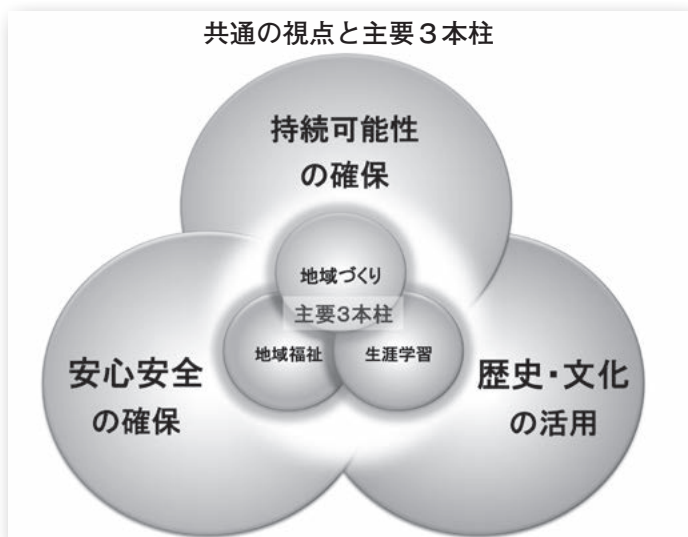 共通の視点と主要3本柱
持続可能性
の確保
地域づくり
主要3本柱
地域福祉
生涯学習
安心安全
の確保
歴史・文化
の活用